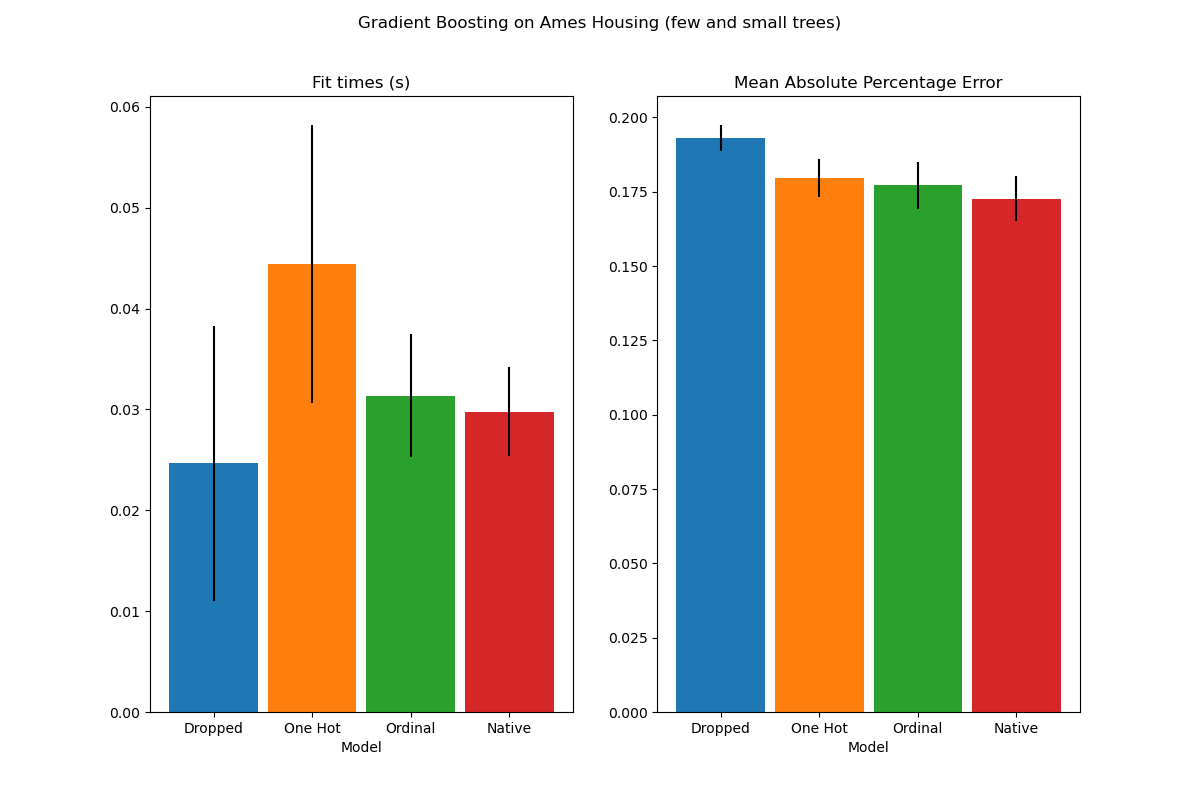 Gradient Boosting on Ames Housing (few and small trees)
Fit times (s)
0.06
0.05
0.04
0.03
0.02
0.01
0.00
Dropped One Hot Ordinal Native
Model
Mean Absolute Percentage Error
0.200
0.175
0.150
0.125
0.100
0.075
0.050
0.025
0.000
Dropped One Hot Ordinal Native
Model